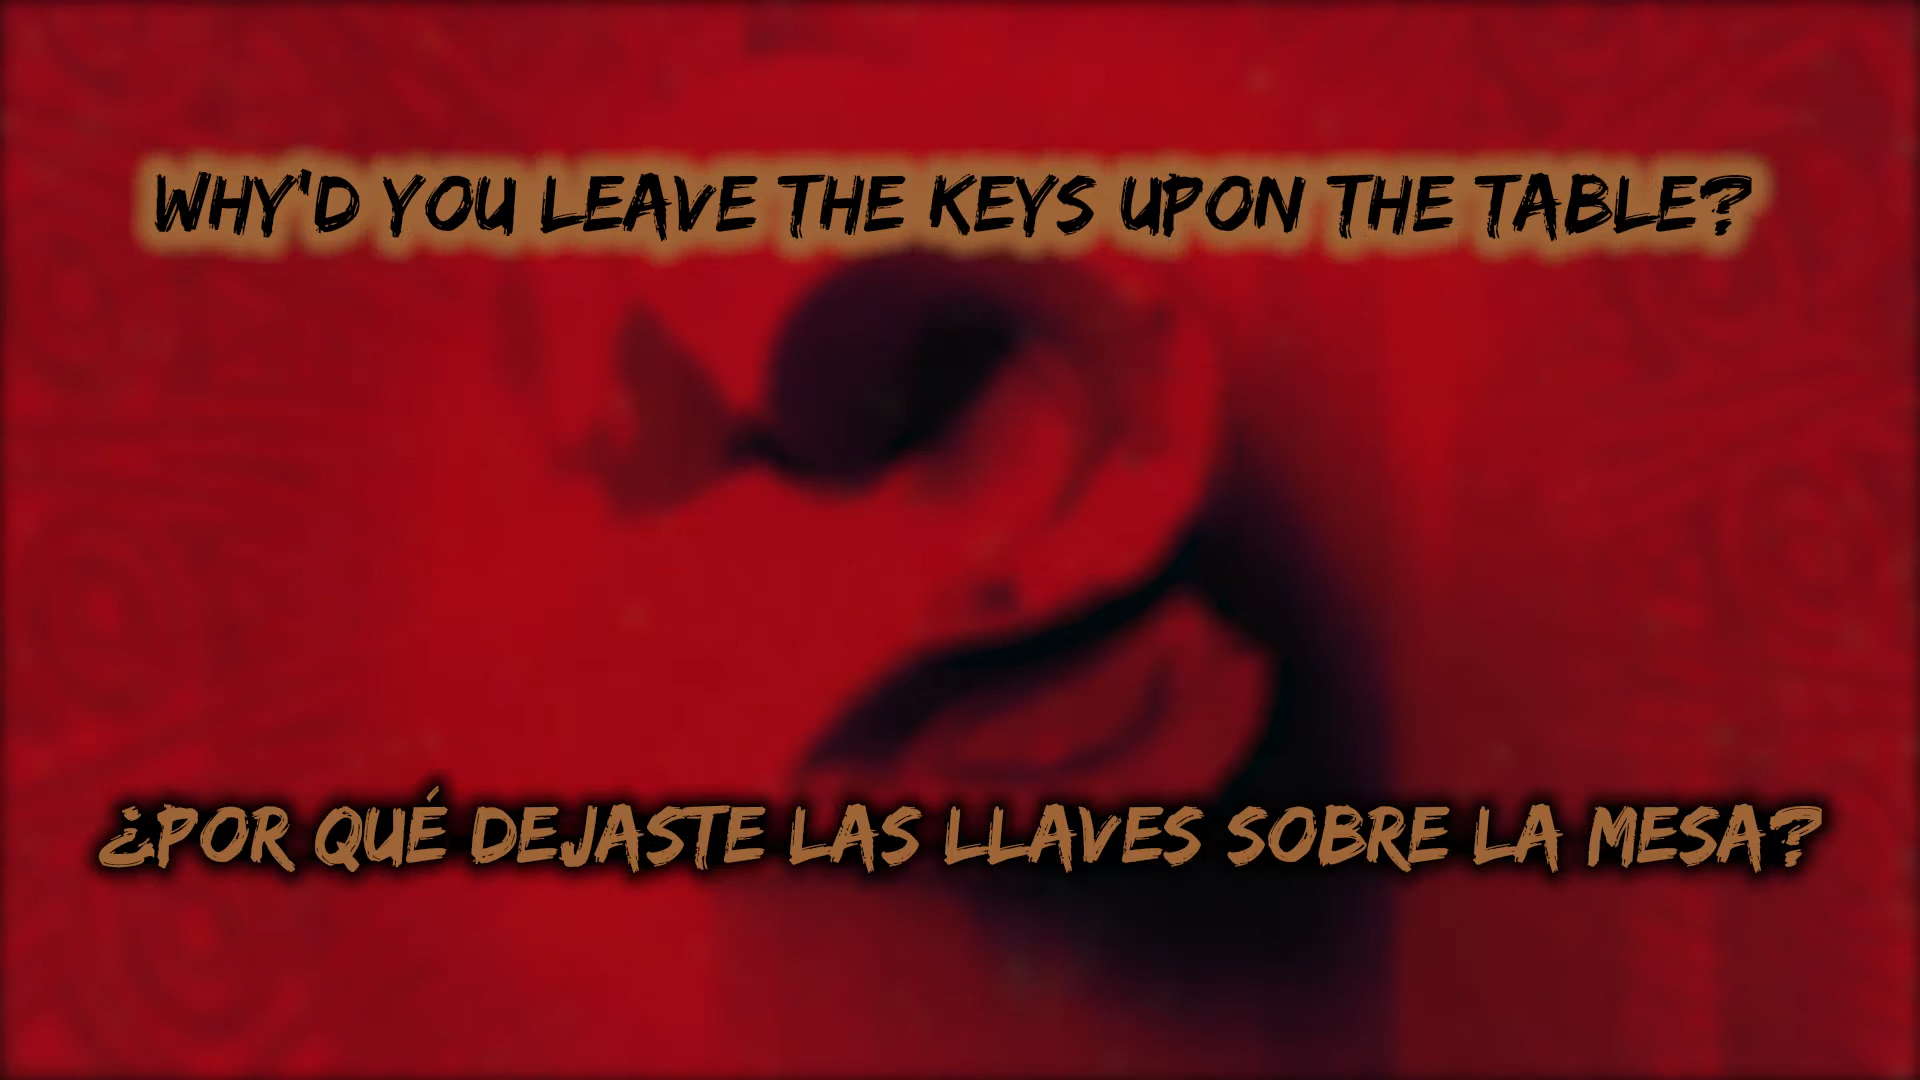 WHY'D YOU LEAVE THE KEYS UPON THE TABLE?
¿POR QUÉ DEJASTE LAS LLAVES SOBRE LA MESA?